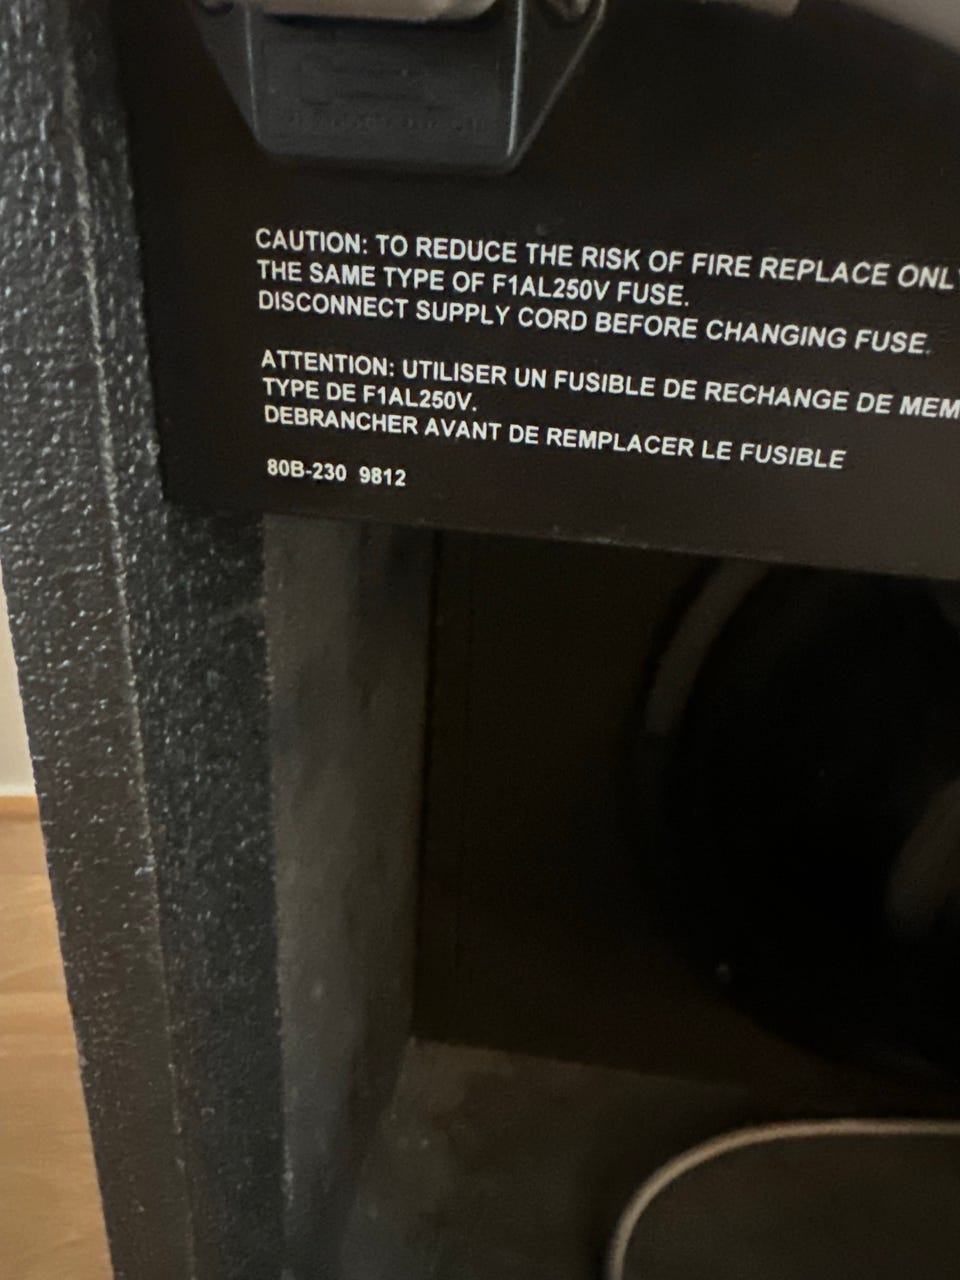 CAUTION: TO REDUCE THE RISK OF FIRE REPLACE ONL
THE SAME TYPE OF F1AL250V FUSE.
DISCONNECT SUPPLY CORD BEFORE CHANGING FUSE.
ATTENTION: UTILISER UN FUSIBLE DE RECHANGE DE MEM
TYPE DE F1AL250V.
DEBRANCHER AVANT DE REMPLACER LE FUSIBLE
80B-230 9812